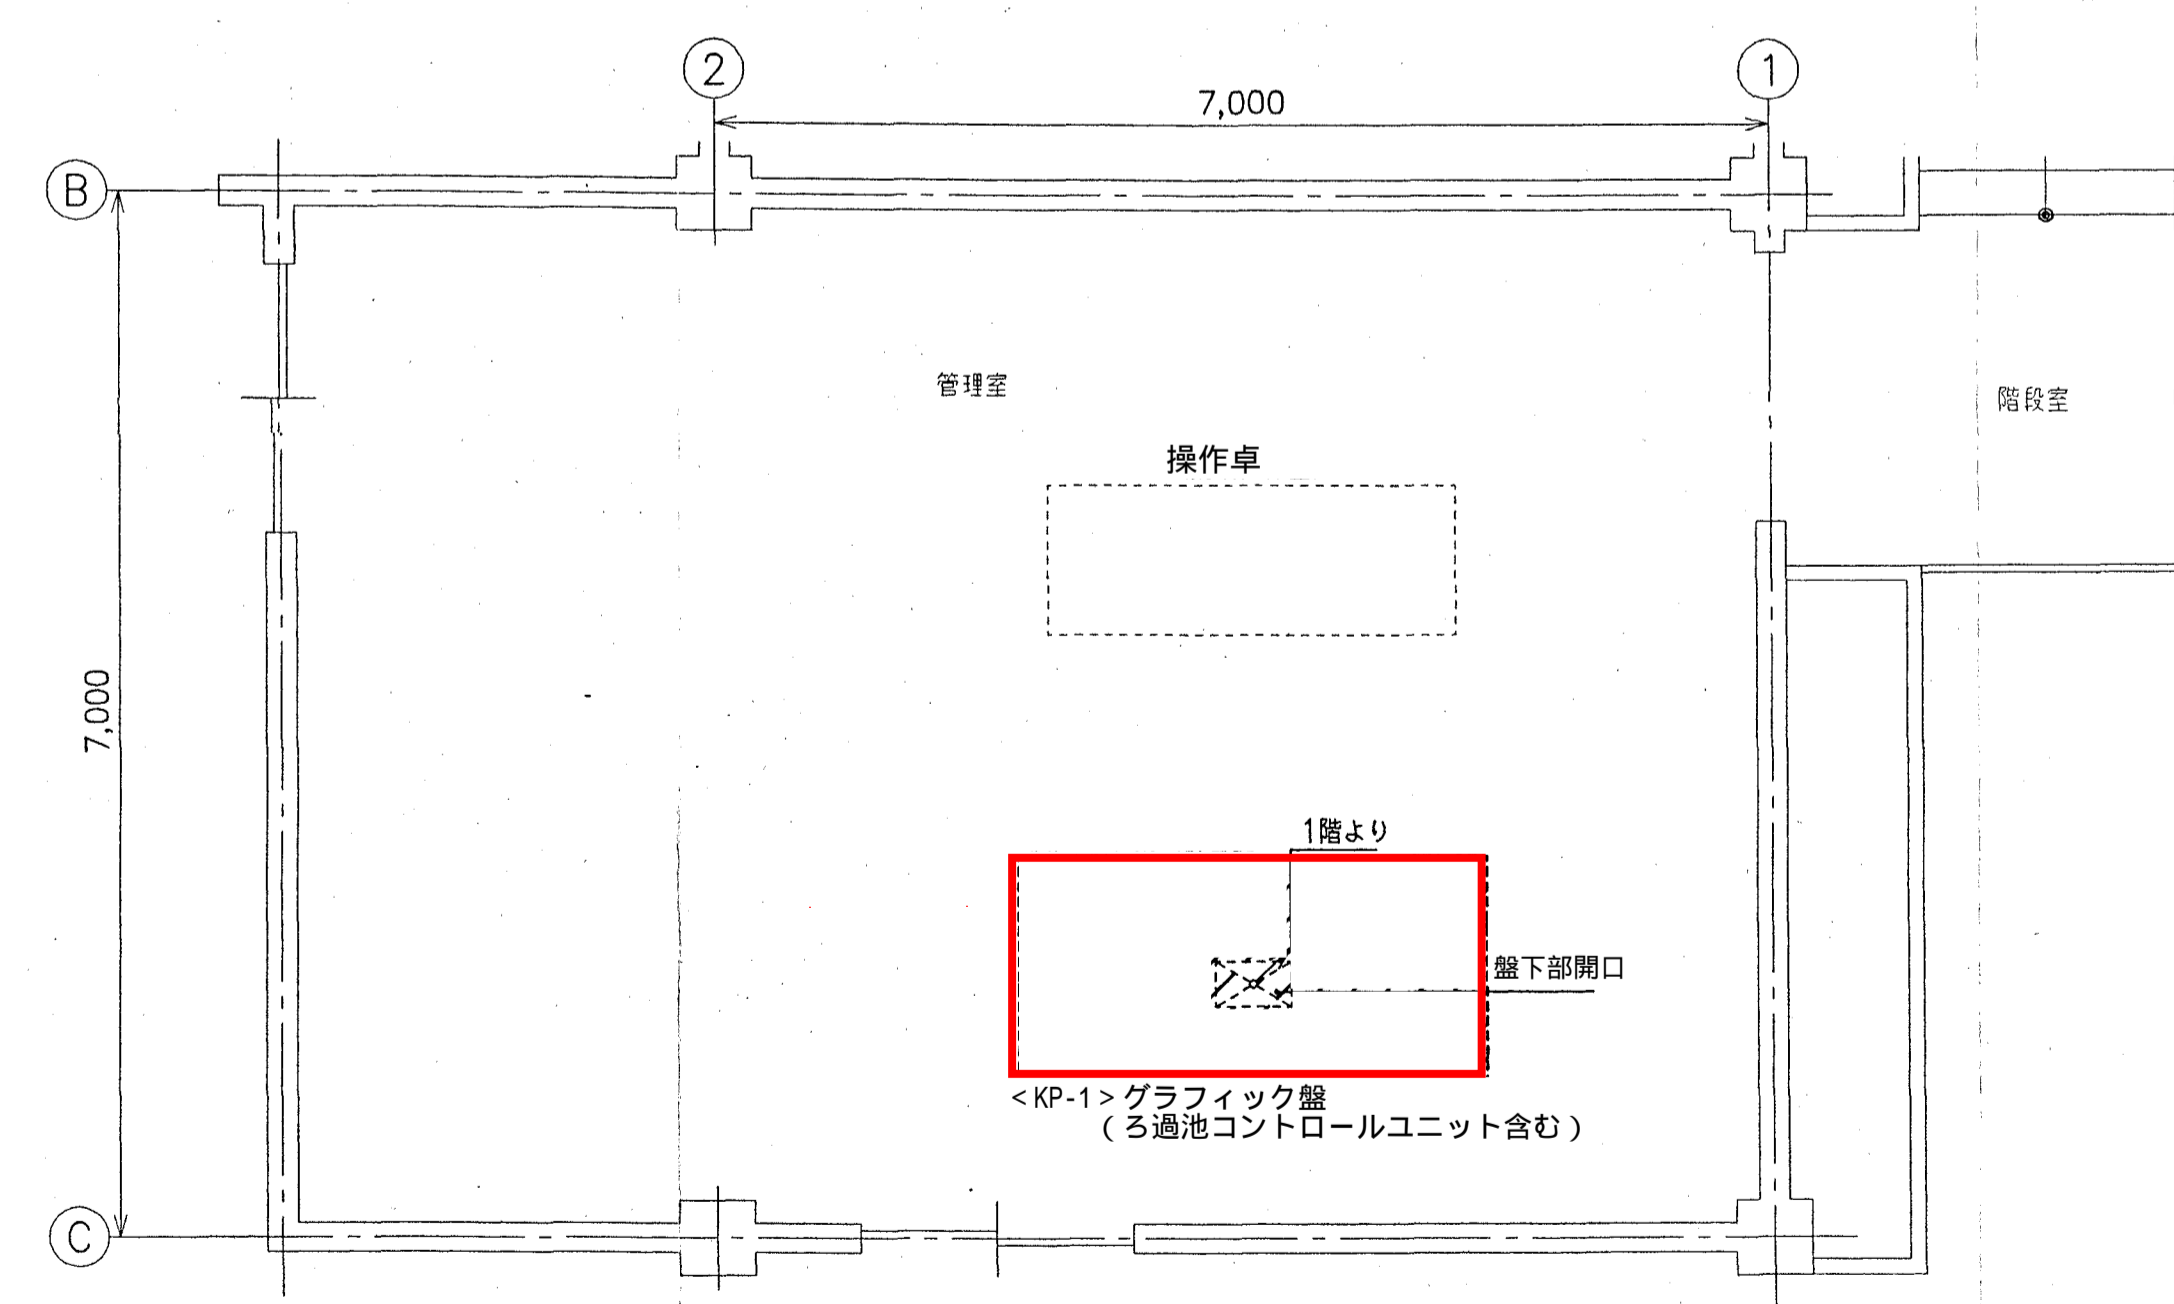 2
1
7,000
B
管理室
階段室
操作卓
7,000
1階より
盤下部開口
<KP-1>グラフィック盤
(ろ過池コントロールユニット含む)
C